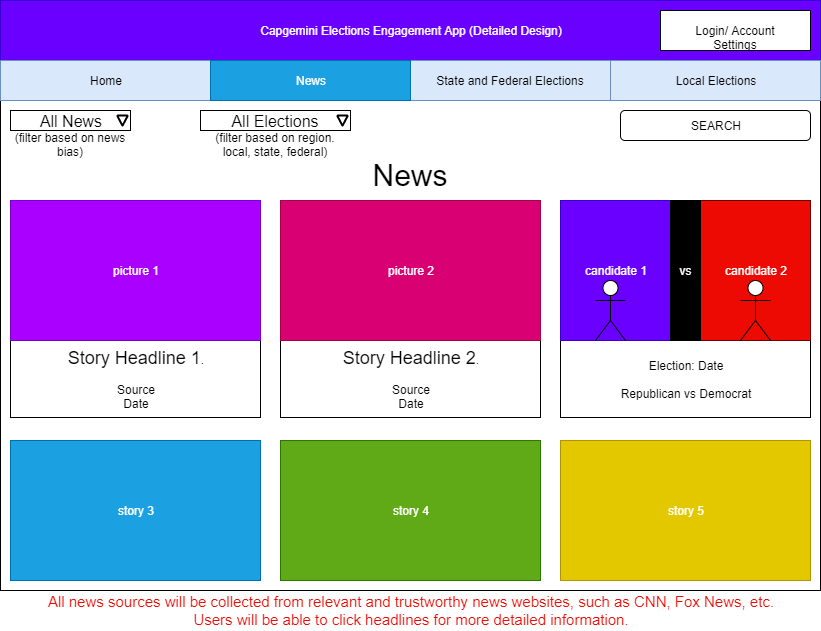 Capgemini Elections Engagement App (Detailed Design)
Login/ Account
Settings
Home
News
State and Federal Elections
Local Elections
All News
(filter based on news
bias)
All Elections
(filter based on region.
local, state, federal)
SEARCH
News
picture 1
picture 2
candidate 1
vs
candidate 2
Story Headline 1.
Source
Date
Story Headline 2.
Source
Date
Election: Date
Republican vs Democrat
story 3
story 4
story 5
All news sources will be collected from relevant and trustworthy news websites, such as CNN, Fox News, etc.
Users will be able to click headlines for more detailed information.